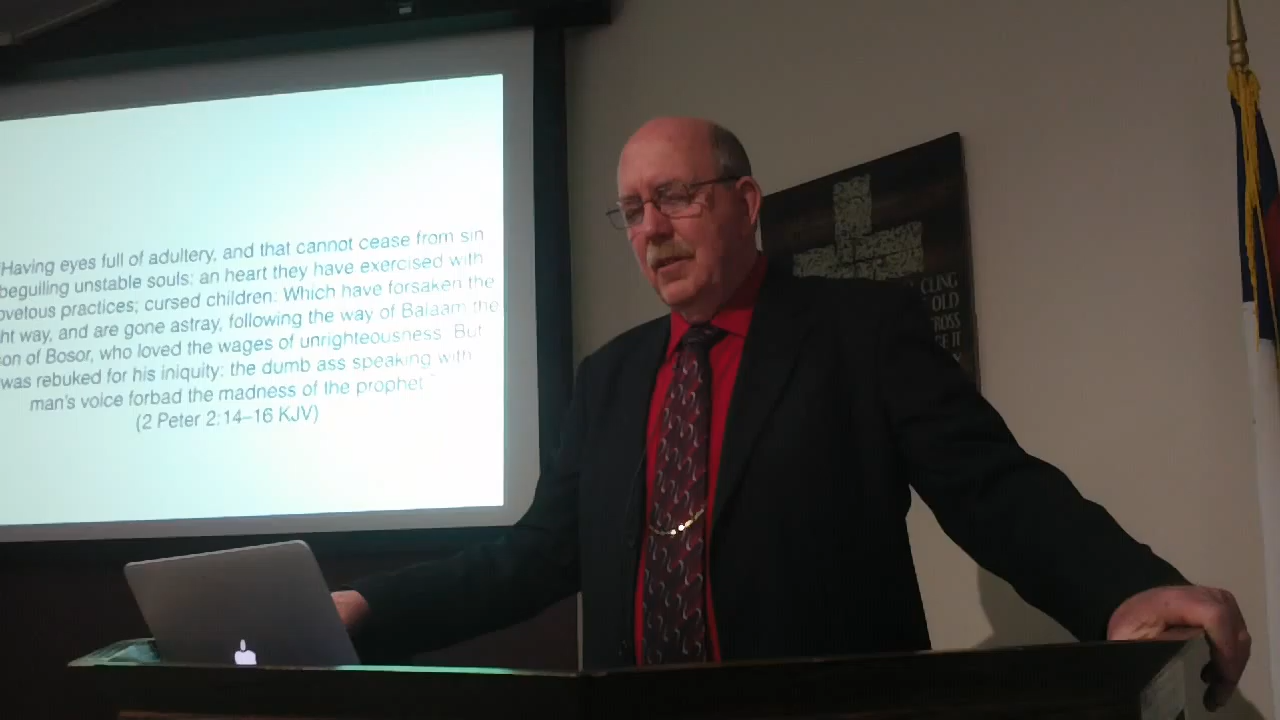 "Having eyes full of adultery, and that cannot cease from sin
beguiling unstable souls: an heart they have exercised with
ovetous practices; cursed children: Which have forsaken the
ht way, and are gone astray, following the way of Balaam the
on of Bosor, who loved the wages of unrighteousness. But
was rebuked for his iniquity: the dumb ass speaking with
man's voice forbad the madness of the prophet."
(2 Peter 2:14–16 KJV)
CLING
OLD
ROSS
E IT